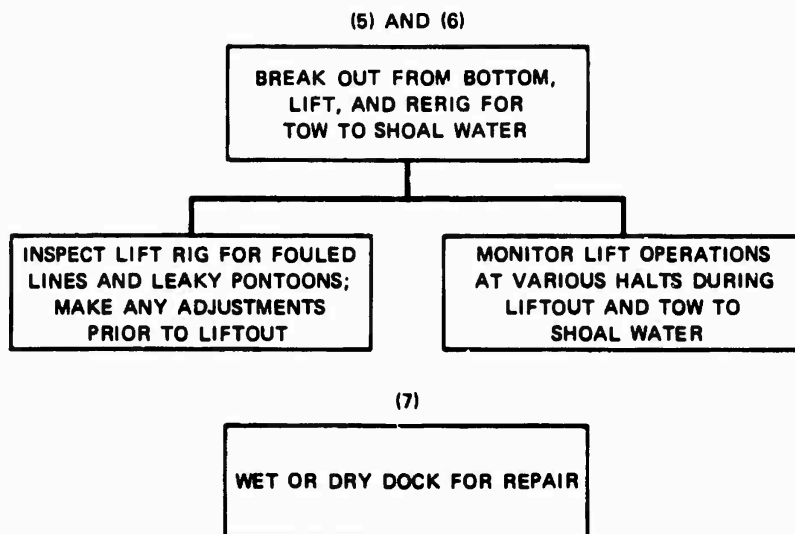 (5) AND (6)
BREAK OUT FROM BOTTOM,
LIFT, AND RERIG FOR
TOW TO SHOAL WATER
INSPECT LIFT RIG FOR FOULED
LINES AND LEAKY PONTOONS;
MAKE ANY ADJUSTMENTS
PRIOR TO LIFTOUT
MONITOR LIFT OPERATIONS
AT VARIOUS HALTS DURING
LIFTOUT AND TOW TO
SHOAL WATER
(7)
WET OR DRY DOCK FOR REPAIR